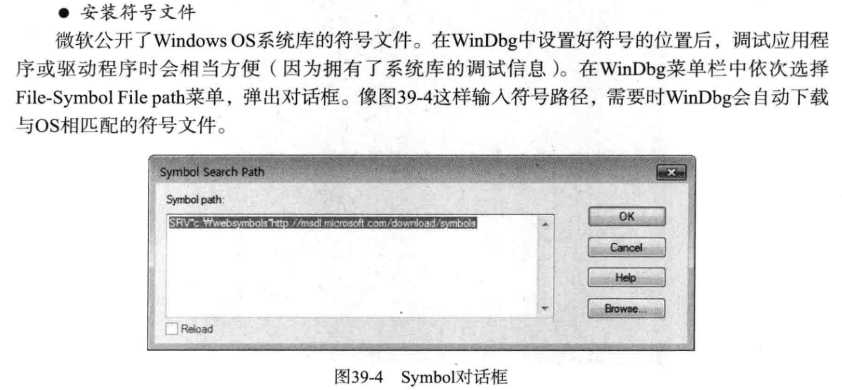 ● 安装符号文件
微软公开了Windows OS系统库的符号文件。在WinDbg中设置好符号的位置后，调试应用程
序或驱动程序时会相当方便（因为拥有了系统库的调试信息）。在WinDbg菜单栏中依次选择
File-Symbol File path菜单，弹出对话框。像图39-4这样输入符号路径，需要时WinDbg会自动下载
与OS相匹配的符号文件。
Symbol Search Path
Symbol path:
SRV*c:₩websymbols*http://msdl.microsoft.com/download/symbols
OK
Cancel
Help
Browse...
Reload
图39-4 Symbol对话框